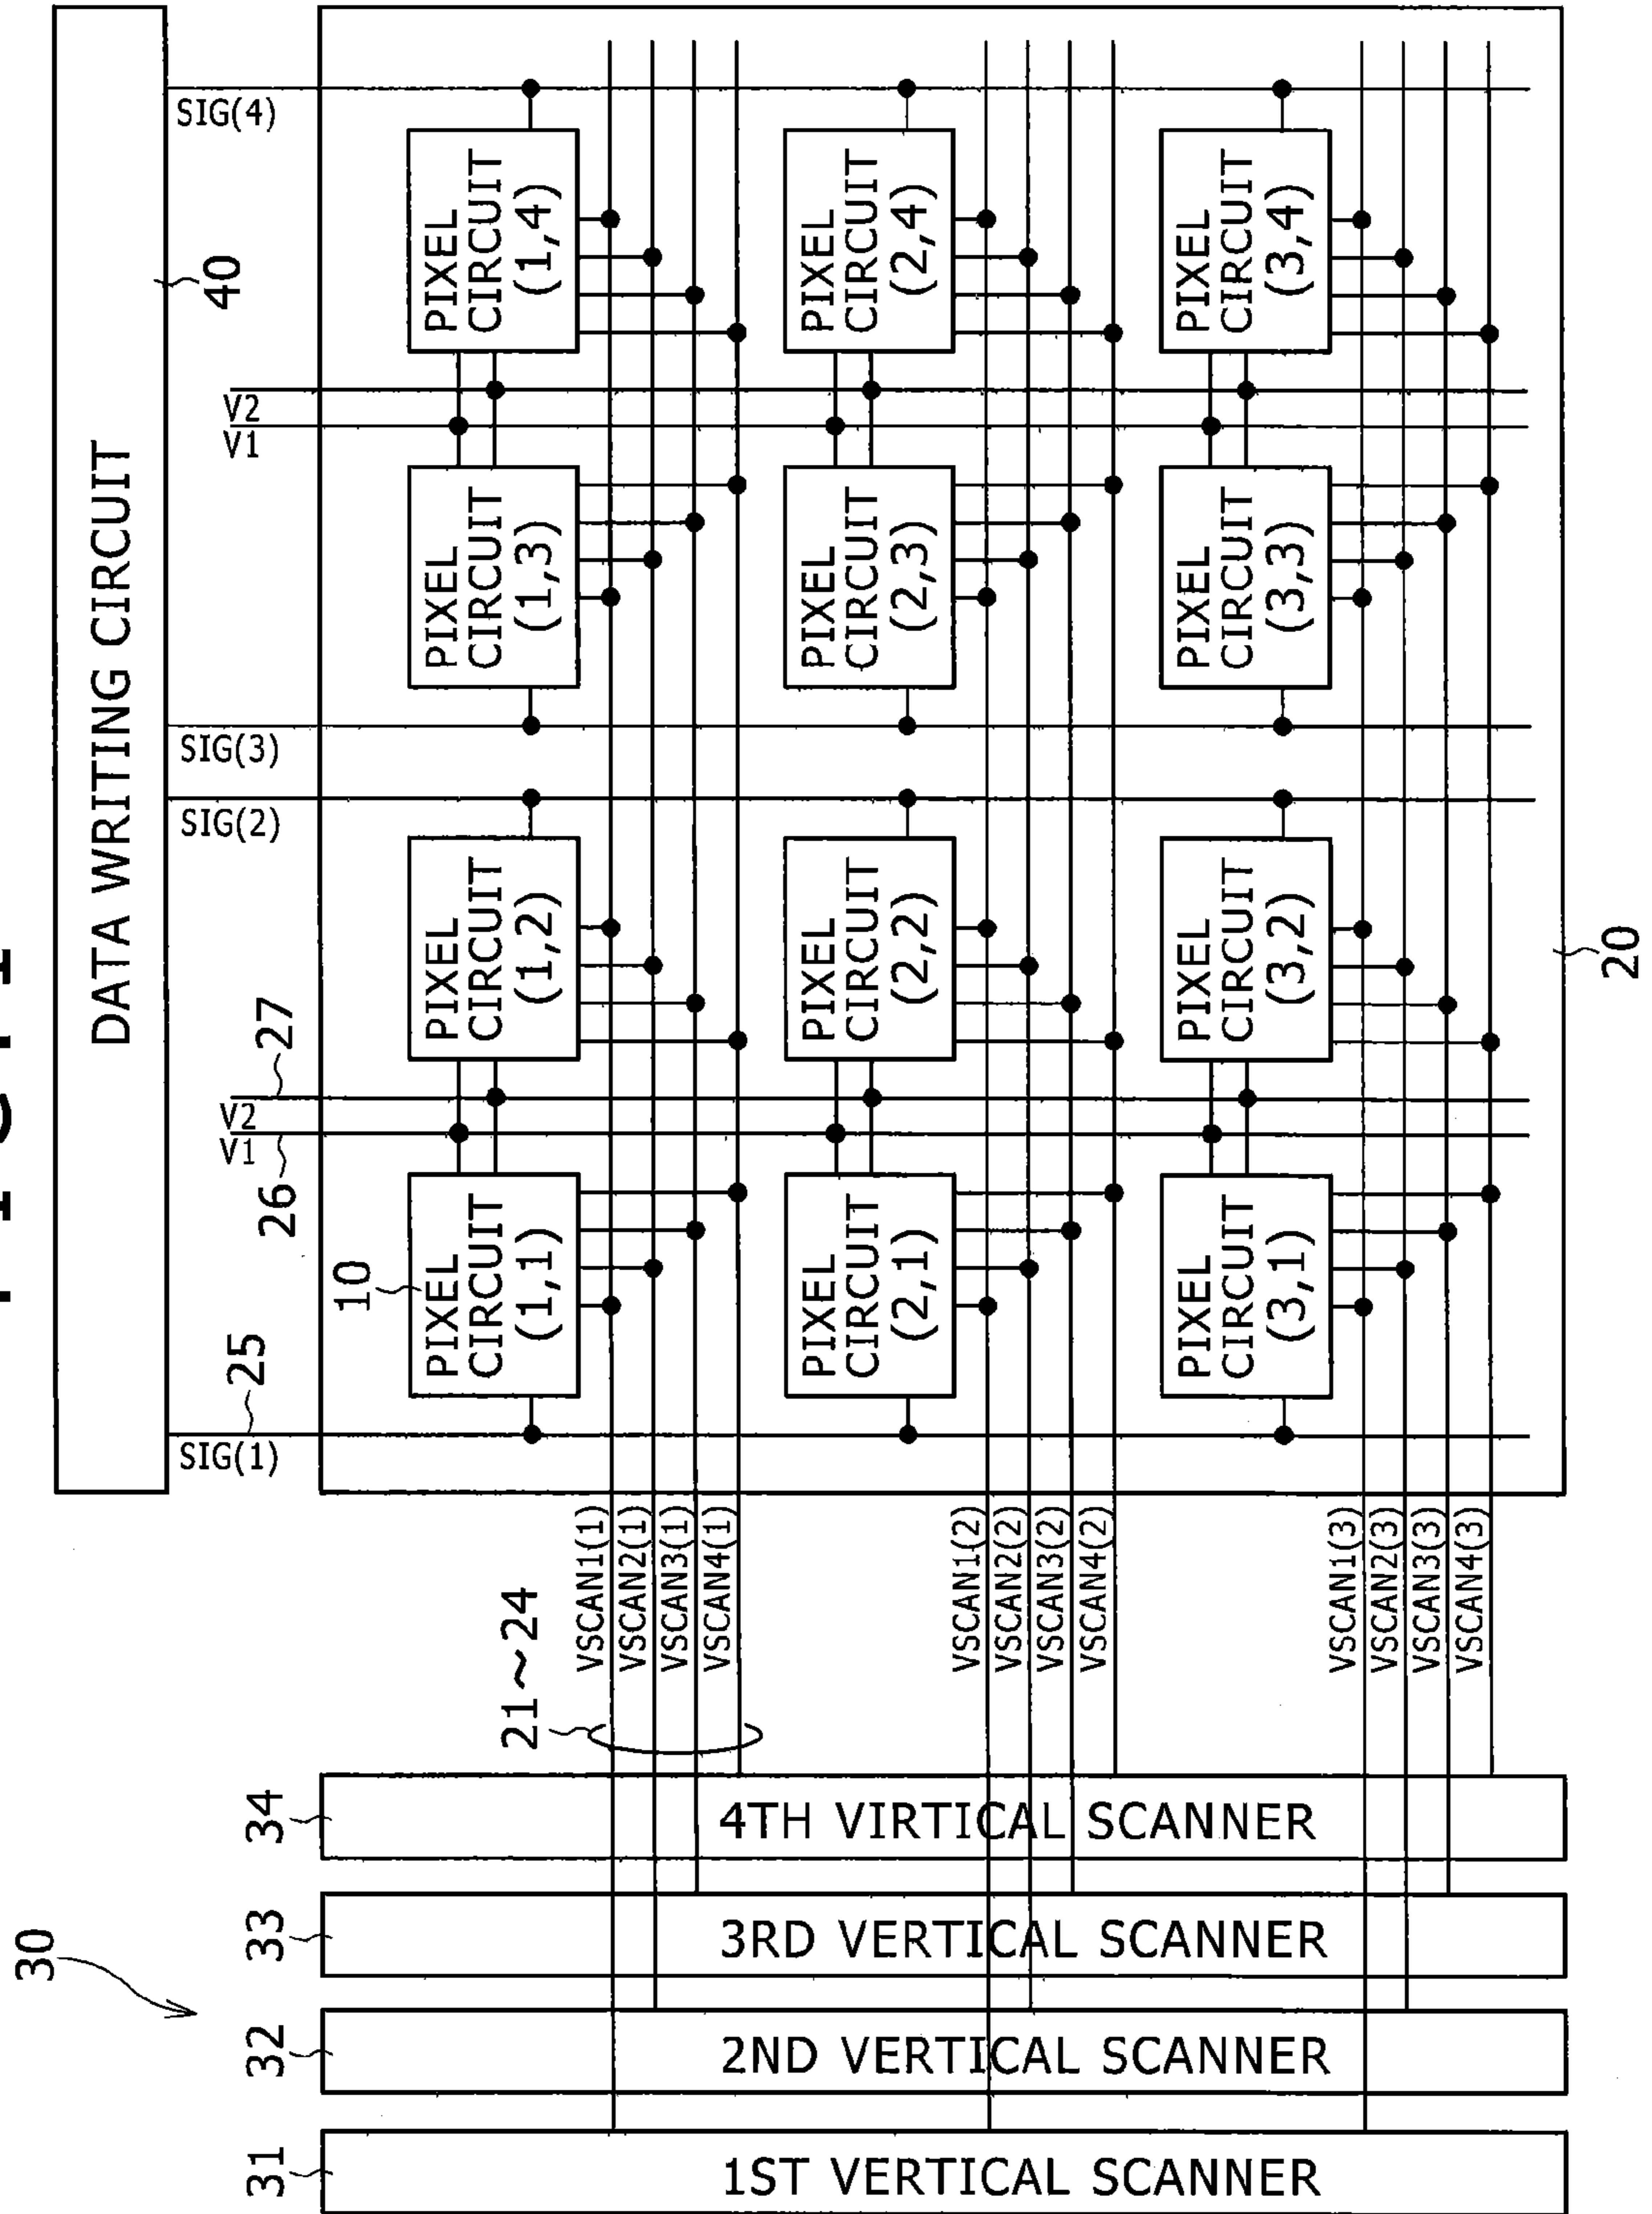 30
DATA WRITING CIRCUIT
40
31
32
33
34
SIG(1)
25
26
V1
V2
27
SIG(2)
SIG(3)
V1
V2
SIG(4)
1ST VERTICAL SCANNER
2ND VERTICAL SCANNER
3RD VERTICAL SCANNER
4TH VIRTICAL SCANNER
21~24
10
PIXEL
CIRCUIT
(1,1)
PIXEL
CIRCUIT
(1,2)
PIXEL
CIRCUIT
(1,3)
PIXEL
CIRCUIT
(1,4)
VSCAN1(1)
VSCAN2(1)
VSCAN3(1)
VSCAN4(1)
PIXEL
CIRCUIT
(2,1)
PIXEL
CIRCUIT
(2,2)
PIXEL
CIRCUIT
(2,3)
PIXEL
CIRCUIT
(2,4)
VSCAN1(2)
VSCAN2(2)
VSCAN3(2)
VSCAN4(2)
PIXEL
CIRCUIT
(3,1)
PIXEL
CIRCUIT
(3,2)
PIXEL
CIRCUIT
(3,3)
PIXEL
CIRCUIT
(3,4)
VSCAN1(3)
VSCAN2(3)
VSCAN3(3)
VSCAN4(3)
20